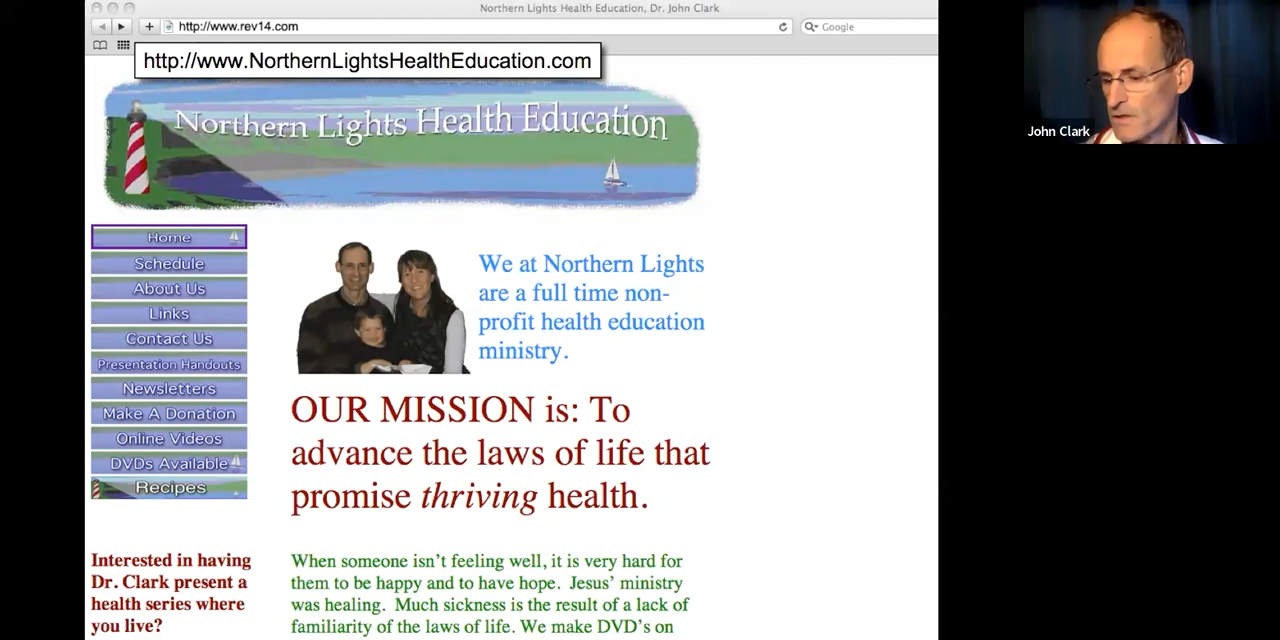 Northern Lights Health Education, Dr. John Clark
http://www.rev14.com
Google
http://www.NorthernLightsHealthEducation.com
Northern Lights Health Education
John Clark
Home
Schedule
About Us
Links
Contact Us
Presentation Handouts
Newsletters
Make A Donation
Online Videos
DVDs Available
Recipes
We at Northern Lights
are a full time non-
profit health education
ministry.
OUR MISSION is: To
advance the laws of life that
promise thriving health.
Interested in having
Dr. Clark present a
health series where
you live?
When someone isn’t feeling well, it is very hard for
them to be happy and to have hope.  Jesus’ ministry
was healing.  Much sickness is the result of a lack of
familiarity of the laws of life. We make DVD’s on